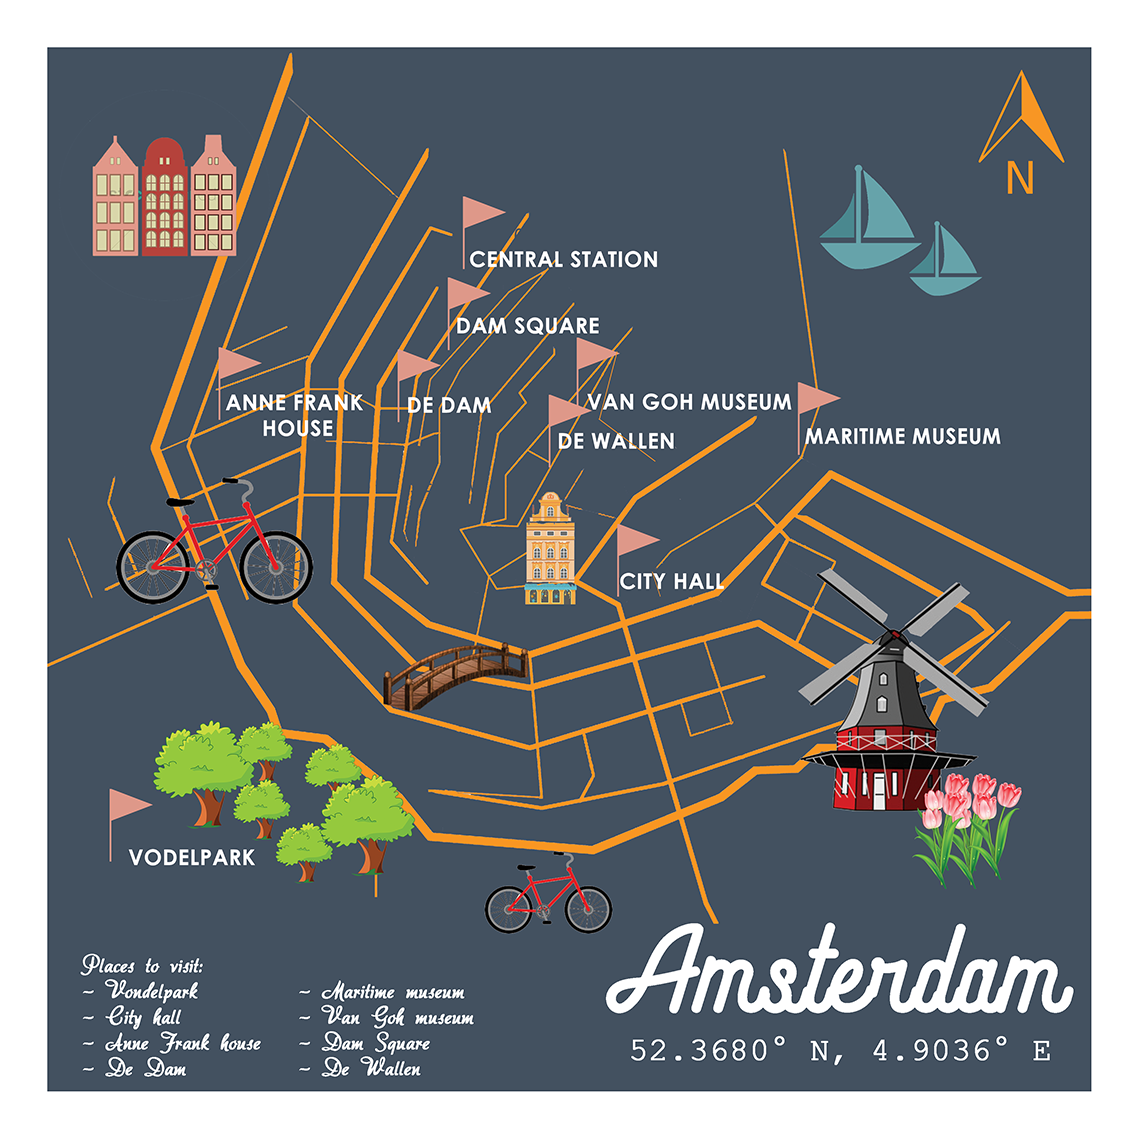 N
CENTRAL STATION
DAM SQUARE
ANNE FRANK
HOUSE
DE DAM
VAN GOH MUSEUM
DE WALLEN
MARITIME MUSEUM
CITY HALL
VODELPARK
Places to visit:
~ Vondelpark
~ City hall
~ Anne Frank house
~ De Dam
~ Maritime museum
~ Van Goh museum
~ Dam Square
~ De Wallen
Amsterdam
52.3680° N, 4.9036° E